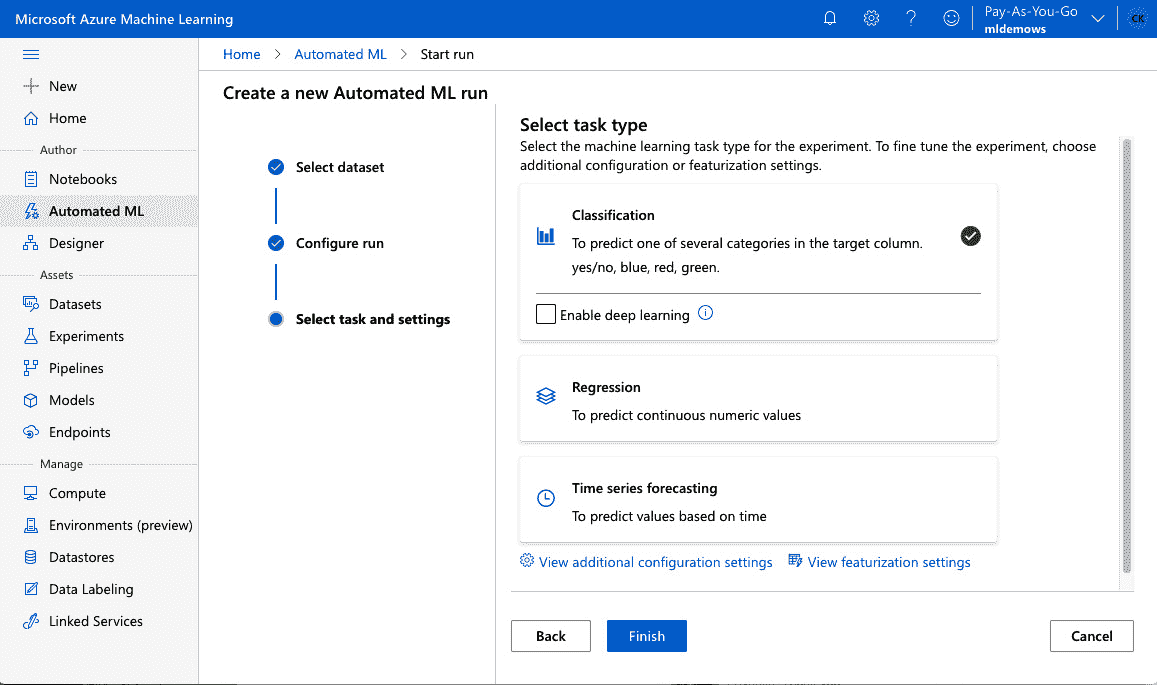 Microsoft Azure Machine Learning
Pay-As-You-Go
mldemows
CK
New
Home
Author
Notebooks
Automated ML
Designer
Assets
Datasets
Experiments
Pipelines
Models
Endpoints
Manage
Compute
Environments (preview)
Datastores
Data Labeling
Linked Services
Home > Automated ML > Start run
Create a new Automated ML run
Select dataset
Configure run
Select task and settings
Select task type
Select the machine learning task type for the experiment. To fine tune the experiment, choose
additional configuration or featurization settings.
Classification
To predict one of several categories in the target column.
yes/no, blue, red, green.
Enable deep learning
Regression
To predict continuous numeric values
Time series forecasting
To predict values based on time
View additional configuration settings
View featurization settings
Back
Finish
Cancel